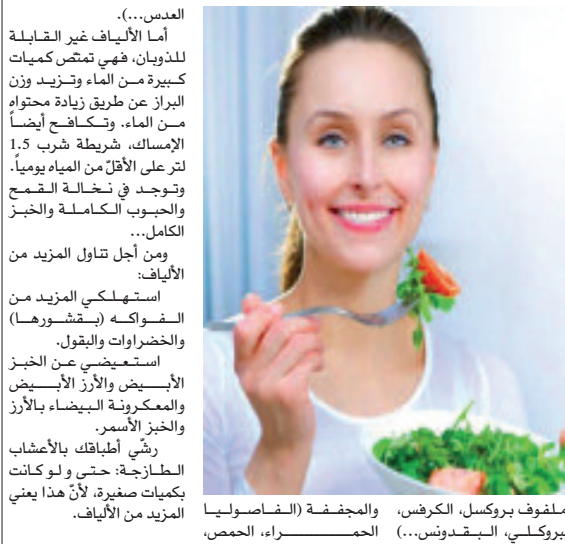 ملفوف بروكسل، الكرفس،
بروكلي، البقدونس...)
والمجففة (الفاصوليا
الحمراء، الحمص،
العدس...).
أما الألياف غير القابلة
للذوبان، فهي تمتص كميات
كبيرة من الماء وتزيد وزن
البراز عن طريق زيادة محتواه
من الماء. وتكافح أيضاً
الإمساك، شريطة شرب 1.5
لتر على الأقلّ من المياه يومياً.
وتوجد في نخالة القمح
والحبوب الكاملة والخبز
الكامل...
ومن أجل تناول المزيد من
الألياف:
استهلكي المزيد من
الفواكه (بقشورها)
والخضراوات والبقول.
استعيضي عن الخبز
الأبيض والأرز الأبيض
والمعكرونة البيضاء بالأرز
والخبز الأسمر.
رشّي أطباقك بالأعشاب
الطازجة: حتى ولو كانت
بكميات صغيرة، لأنّ هذا يعني
المزيد من الألياف.